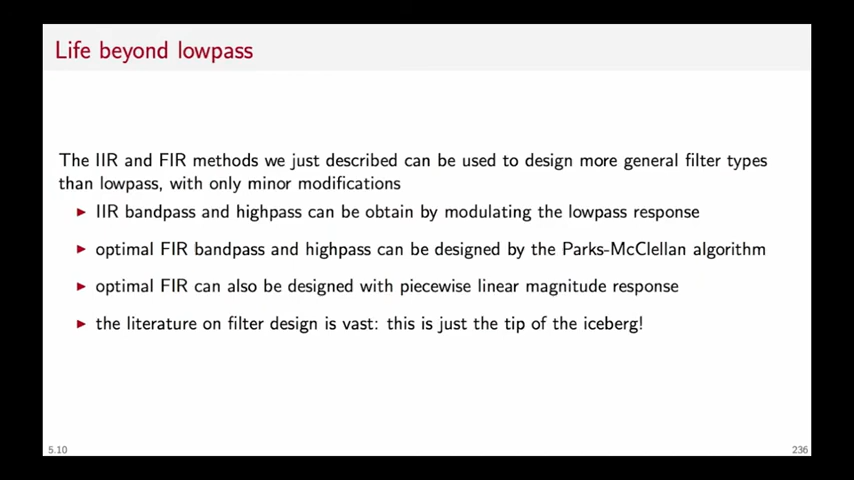 Life beyond lowpass
The IIR and FIR methods we just described can be used to design more general filter types
than lowpass, with only minor modifications
▶ IIR bandpass and highpass can be obtain by modulating the lowpass response
▶ optimal FIR bandpass and highpass can be designed by the Parks-McClellan algorithm
▶ optimal FIR can also be designed with piecewise linear magnitude response
▶ the literature on filter design is vast: this is just the tip of the iceberg!
5.10
236